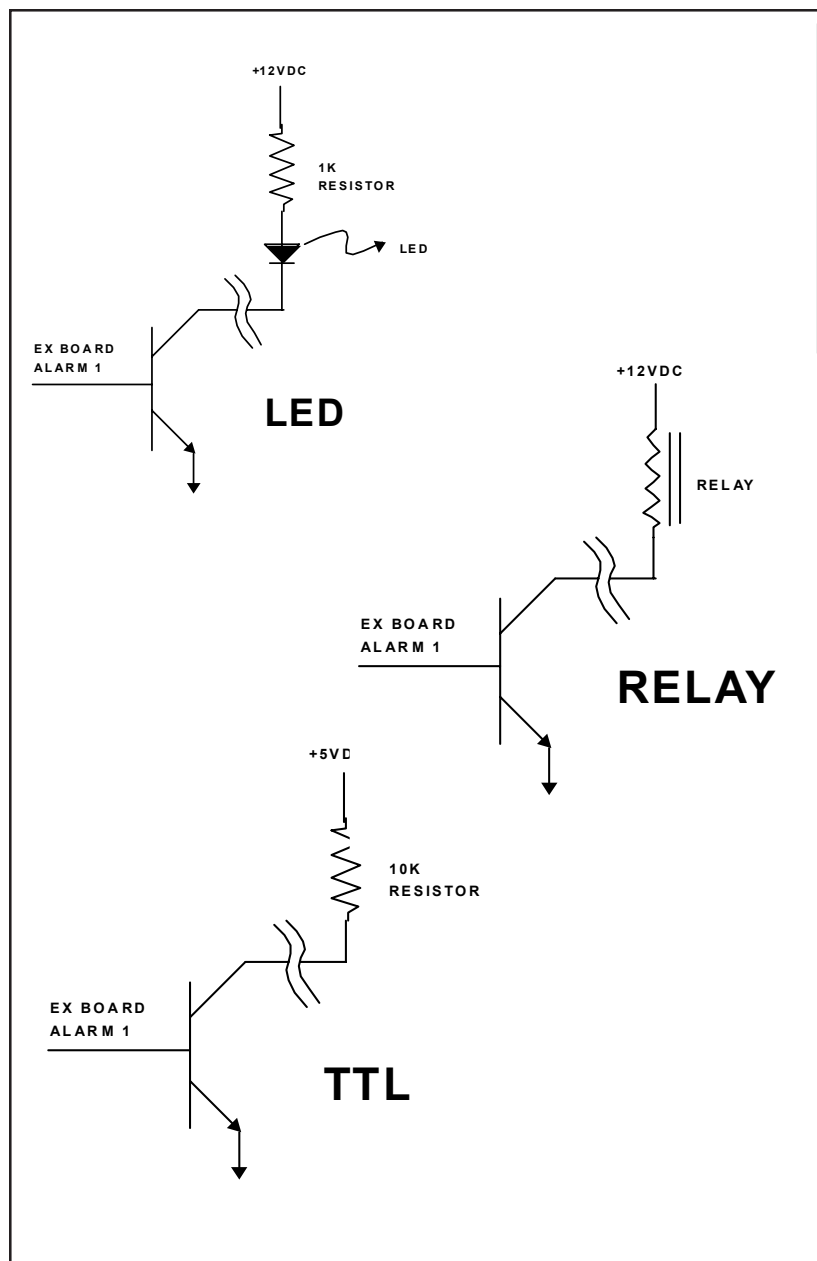 +12VDC
1K
RESISTOR
LED
EX BOARD
ALARM 1
LED
+12VDC
RELAY
EX BOARD
ALARM 1
RELAY
+5VD
10K
RESISTOR
EX BOARD
ALARM 1
TTL